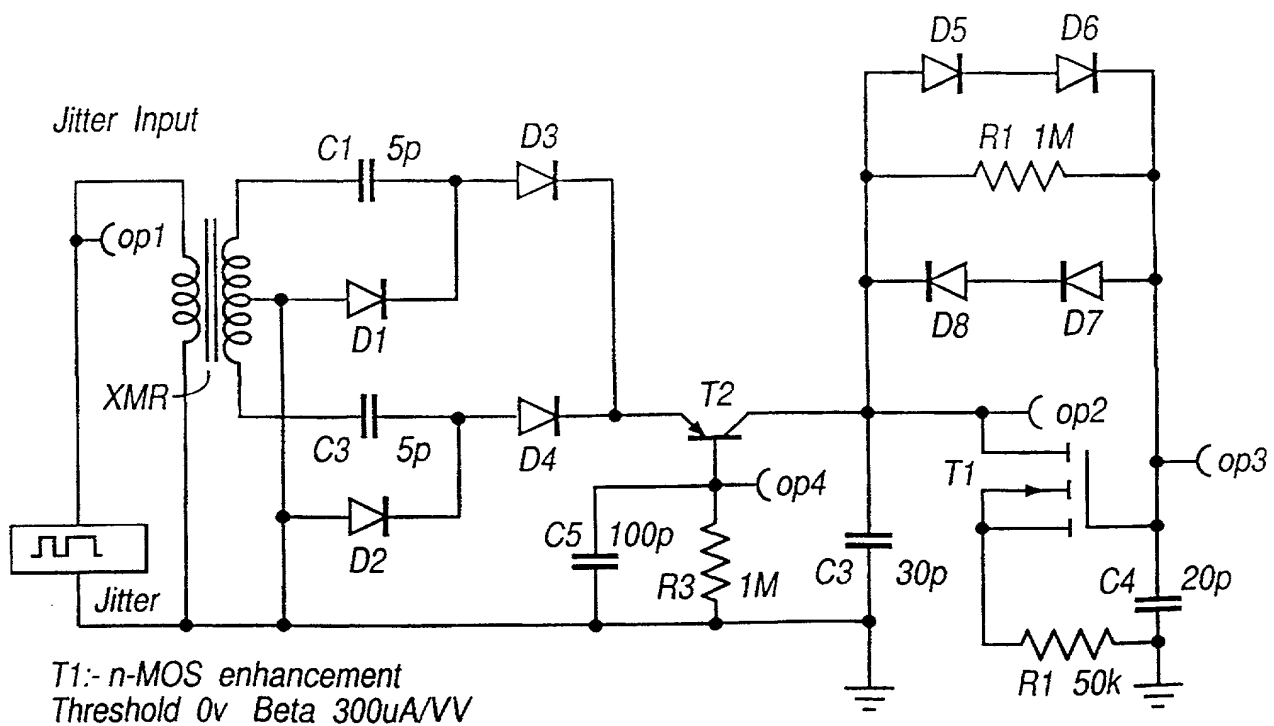 D5 D6
Jitter Input
C1 5p D3
R1 1M
op1
D1
D8 D7
XMR
T2
C3 5p D4
op2
T1
op3
op4
D2
C5 100p
R3 1M
C3 30p
C4 20p
Jitter
R1 50k
T1:- n-MOS enhancement
Threshold 0v Beta 300uA/VV